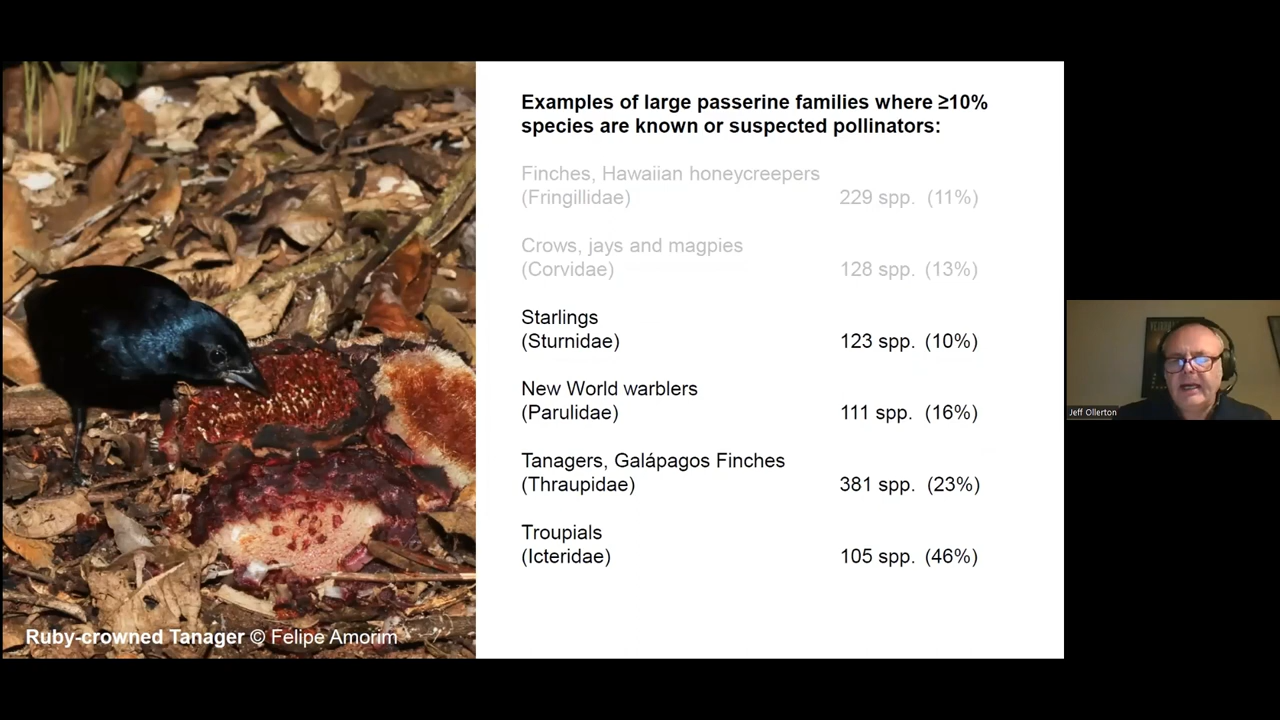 Examples of large passerine families where ≥10%
species are known or suspected pollinators:
Finches, Hawaiian honeycreepers
(Fringillidae) 229 spp. (11%)
Crows, jays and magpies
(Corvidae) 128 spp. (13%)
Starlings
(Sturnidae) 123 spp. (10%)
New World warblers
(Parulidae) 111 spp. (16%)
Tanagers, Galápagos Finches
(Thraupidae) 381 spp. (23%)
Troupials
(Icteridae) 105 spp. (46%)
Ruby-crowned Tanager © Felipe Amorim
Jeff Ollerton